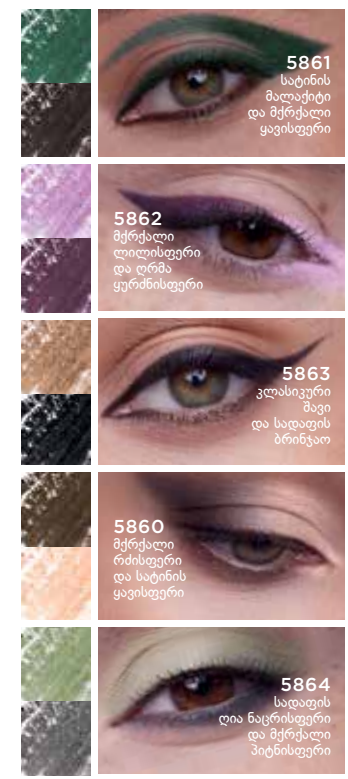 5861
სატინის
მალაქიტი
და მქრქალი
ყავისფერი
5862
მქრქალი
ლილისფერი
და ღრმა
ყურძნისფერი
5863
კლასიკური
შავი
და სადაფის
ბრინჯაო
5860
მქრქალი
რძისფერი
და სატინის
ყავისფერი
5864
სადაფის
ღია ნაცრისფერი
და მქრქალი
პიტნისფერი